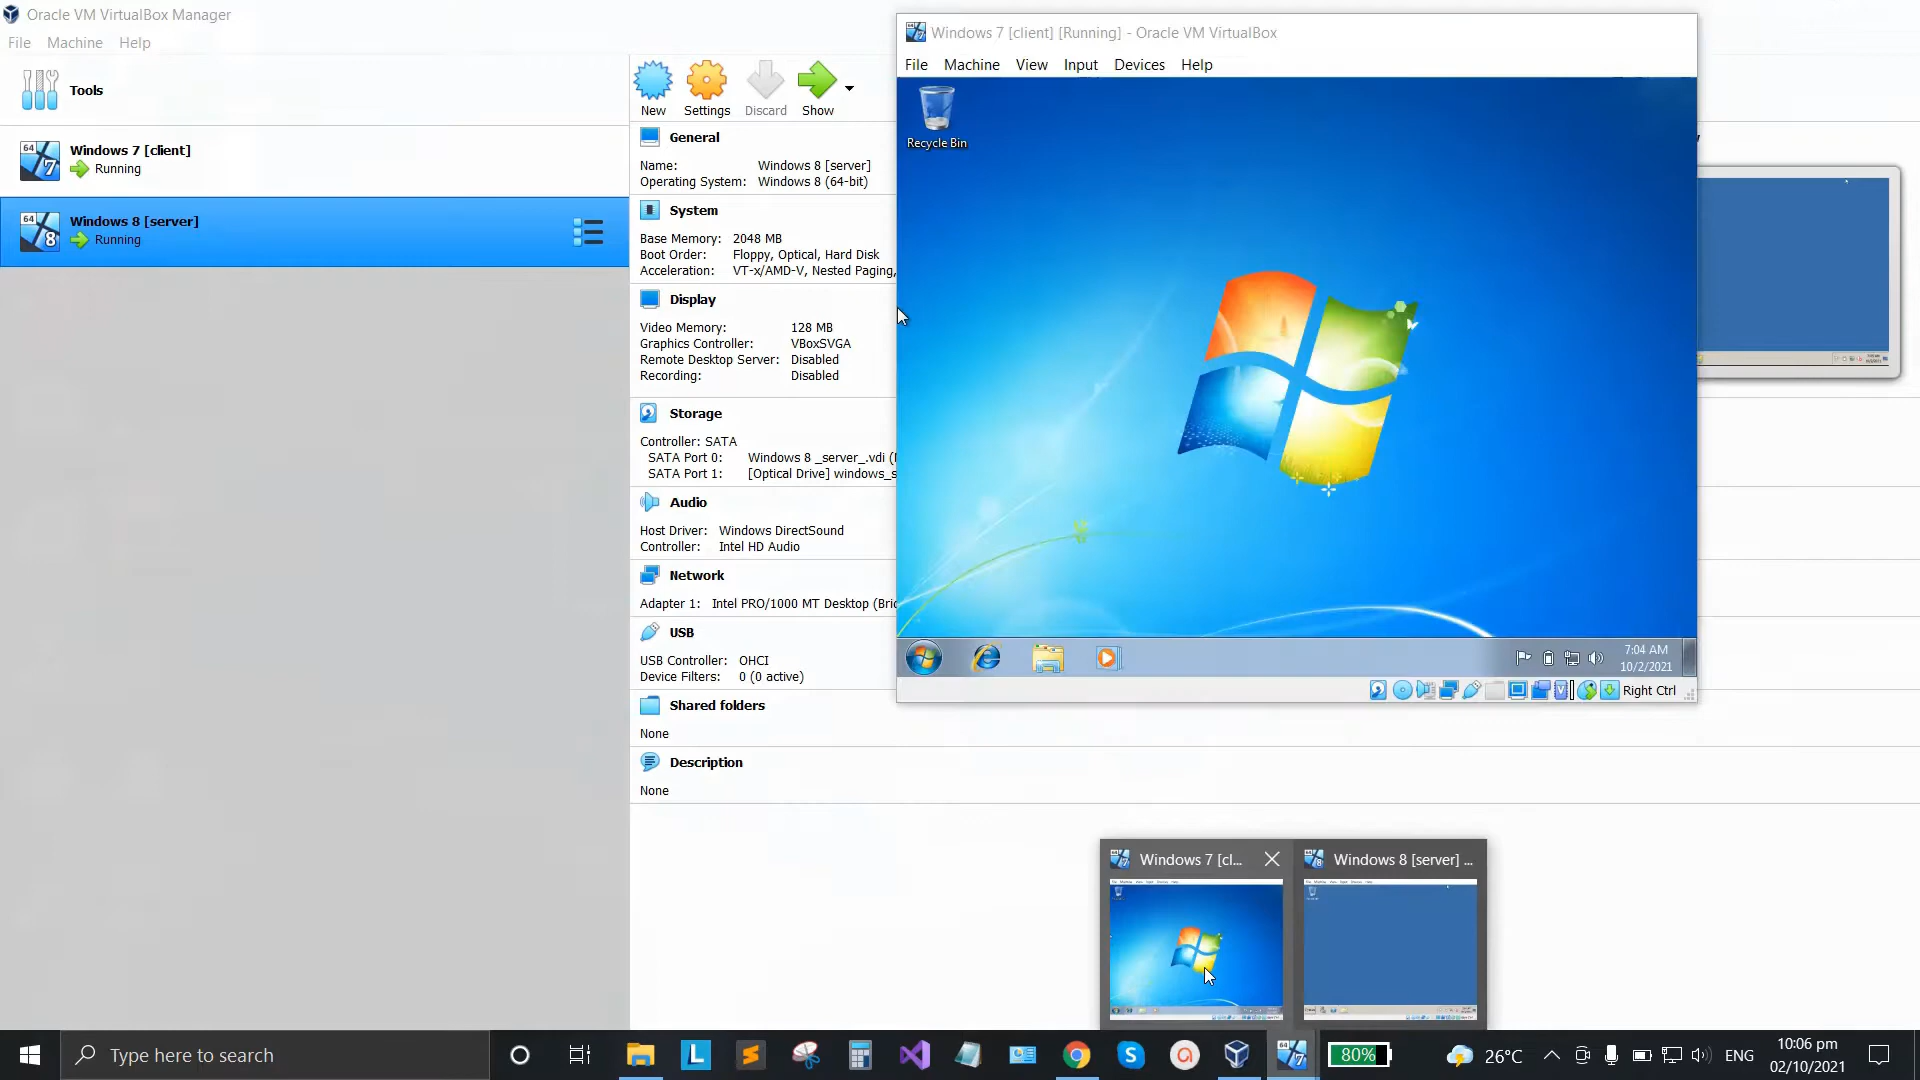 Oracle VM VirtualBox Manager
File Machine Help
Tools
64
7
Windows 7 [client]
Running
64
8
Windows 8 [server]
Running
New
Settings
Discard
Show
General
Name: Windows 8 [server]
Operating System: Windows 8 (64-bit)
System
Base Memory: 2048 MB
Boot Order: Floppy, Optical, Hard Disk
Acceleration: VT-x/AMD-V, Nested Paging,
Display
Video Memory: 128 MB
Graphics Controller: VBoxSVGA
Remote Desktop Server: Disabled
Recording: Disabled
Storage
Controller: SATA
SATA Port 0: Windows 8 _server_.vdi (
SATA Port 1: [Optical Drive] windows_s
Audio
Host Driver: Windows DirectSound
Controller: Intel HD Audio
Network
Adapter 1: Intel PRO/1000 MT Desktop (Bri
USB
USB Controller: OHCI
Device Filters: 0 (0 active)
Shared folders
None
Description
None
Windows 7 [client] [Running] - Oracle VM VirtualBox
File Machine View Input Devices Help
Recycle Bin
7:04 AM
10/2/2021
Right Ctrl
Windows 7 [cl...
Windows 8 [server] ...
Type here to search
80%
26°C
ENG
10:06 pm
02/10/2021